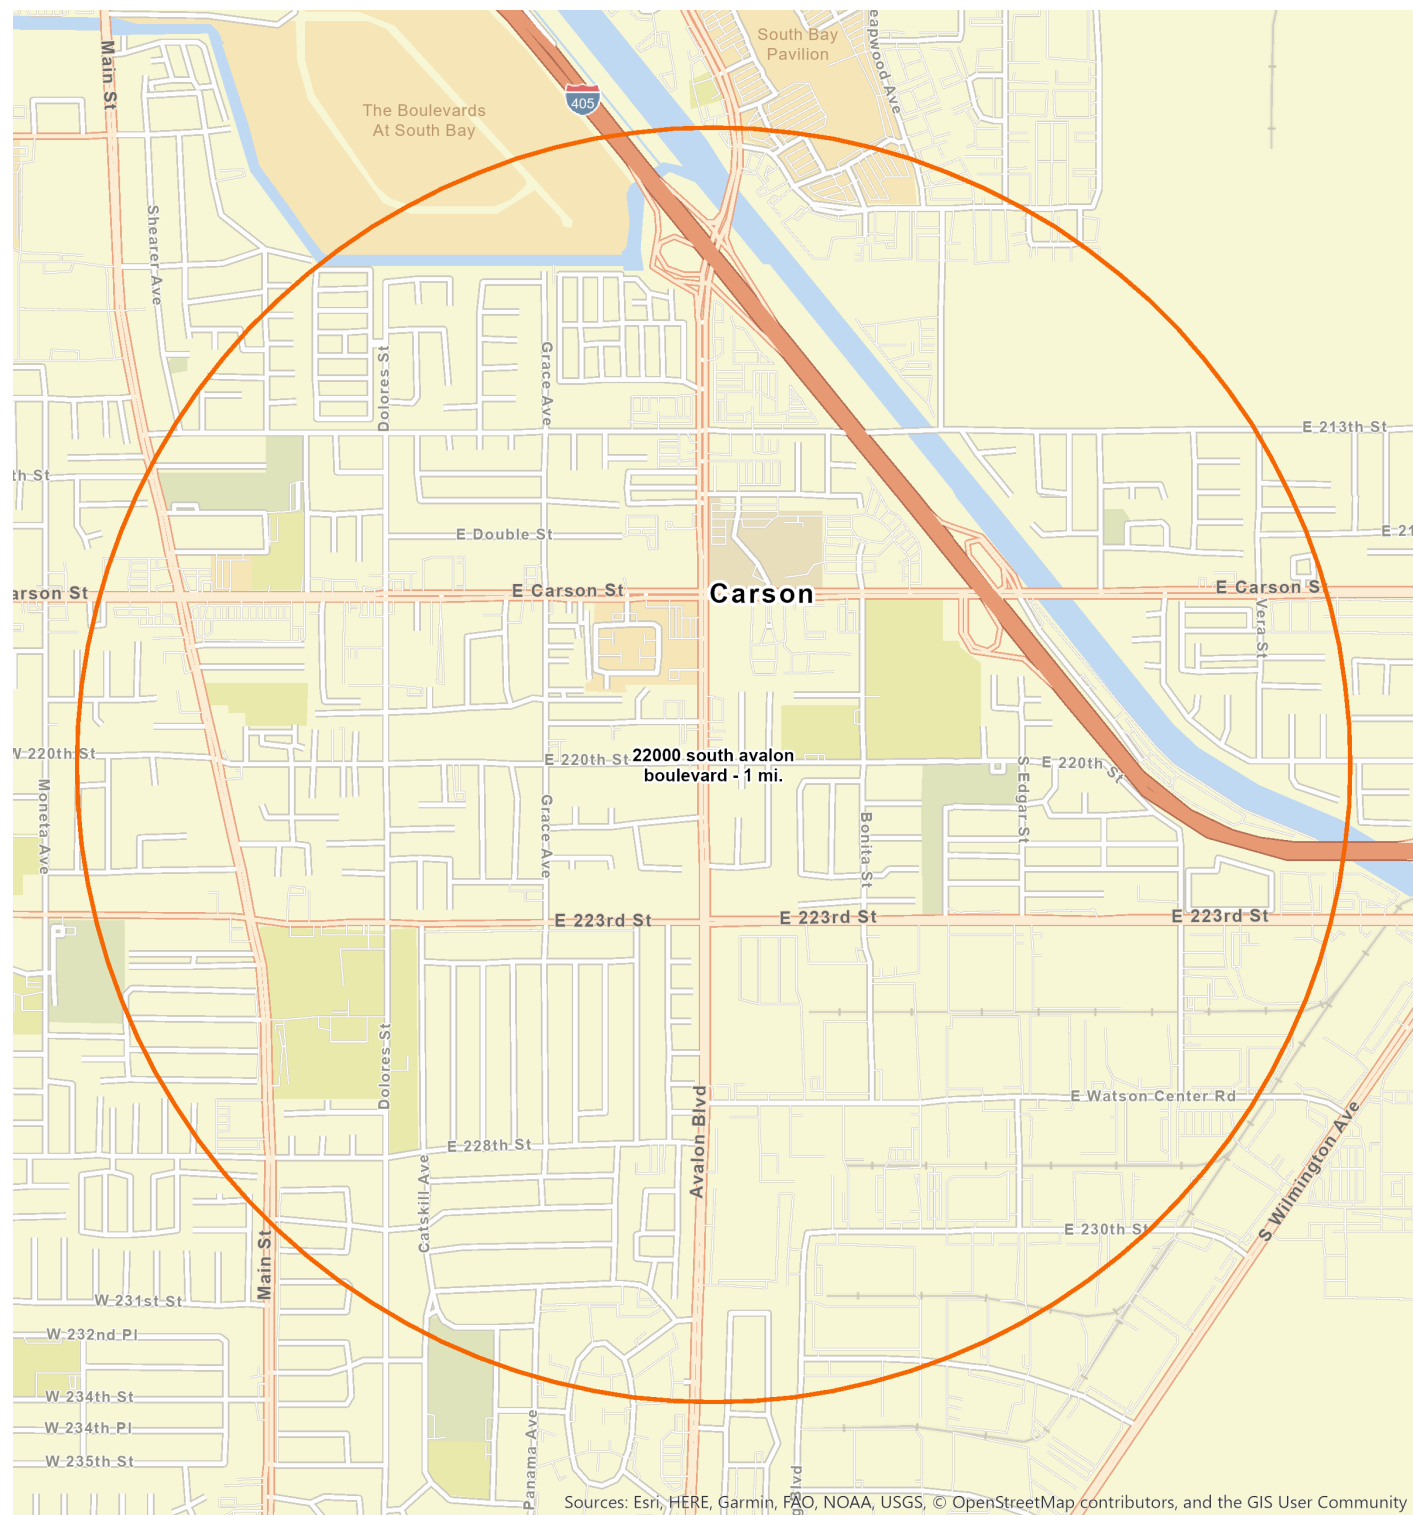 South Bay
Pavilion
eapwood Ave
Main St
405
The Boulevards
At South Bay
Shearer Ave
Dolores St
Grace Ave
E 213th St
th St
E Double St
E 21
arson St
E Carson St
Carson
E Carson S
Vera St
W 220th St
E 220th St
22000 south avalon
boulevard - 1 mi.
E 220th St
S Edgar St
Moneta Ave
Grace Ave
Bonita St
E 223rd St
E 223rd St
E 223rd St
Dolores St
E Watson Center Rd
Avalon Blvd
S Wilmington Ave
E 228th St
Catskill Ave
E 230th St
Main St
W 231st St
W 232nd Pl
W 234th St
W 234th Pl
Panama Ave
W 235th St
Blvd
Sources: Esri, HERE, Garmin, FAO, NOAA, USGS, © OpenStreetMap contributors, and the GIS User Community